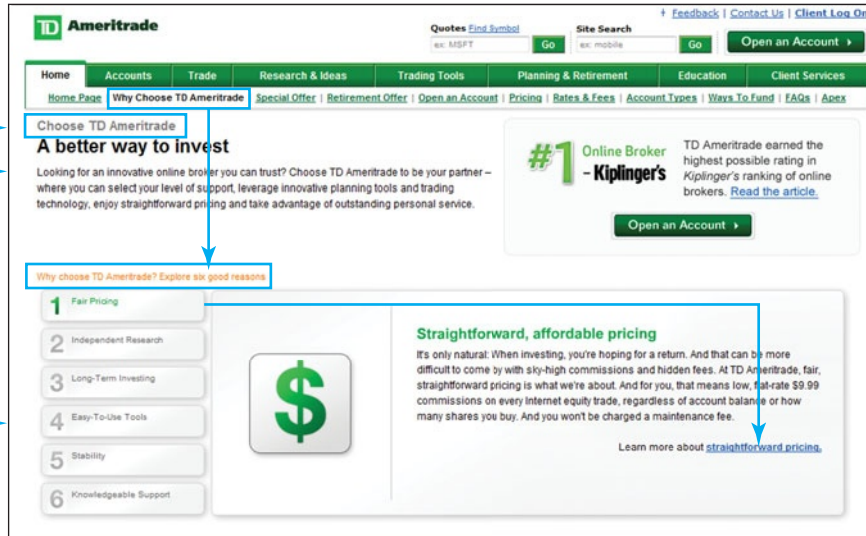 Feedback | Contact Us | Client Log On
TD Ameritrade
Quotes Find Symbol
Site Search
ex: MSFT Go
ex: mobile Go
Open an Account
Home Accounts Trade Research & Ideas Trading Tools Planning & Retirement Education Client Services
Home Page Why Choose TD Ameritrade Special Offer | Retirement Offer | Open an Account | Pricing | Rates & Fees | Account Types | Ways To Fund | FAQs | Apex
Choose TD Ameritrade
A better way to invest
Looking for an innovative online broker you can trust? Choose TD Ameritrade to be your partner –
where you can select your level of support, leverage innovative planning tools and trading
technology, enjoy straightforward pricing and take advantage of outstanding personal service.
#1 Online Broker
– Kiplinger's
TD Ameritrade earned the
highest possible rating in
Kiplinger's ranking of online
brokers. Read the article.
Open an Account
Why choose TD Ameritrade? Explore six good reasons
1 Fair Pricing
2 Independent Research
3 Long-Term Investing
4 Easy-To-Use Tools
5 Stability
6 Knowledgeable Support
$
Straightforward, affordable pricing
It's only natural: When investing, you're hoping for a return. And that can be more
difficult to come by with sky-high commissions and hidden fees. At TD Ameritrade, fair,
straightforward pricing is what we're about. And for you, that means low, flat-rate $9.99
commissions on every Internet equity trade, regardless of account balance or how
many shares you buy. And you won't be charged a maintenance fee.
Learn more about straightforward pricing.